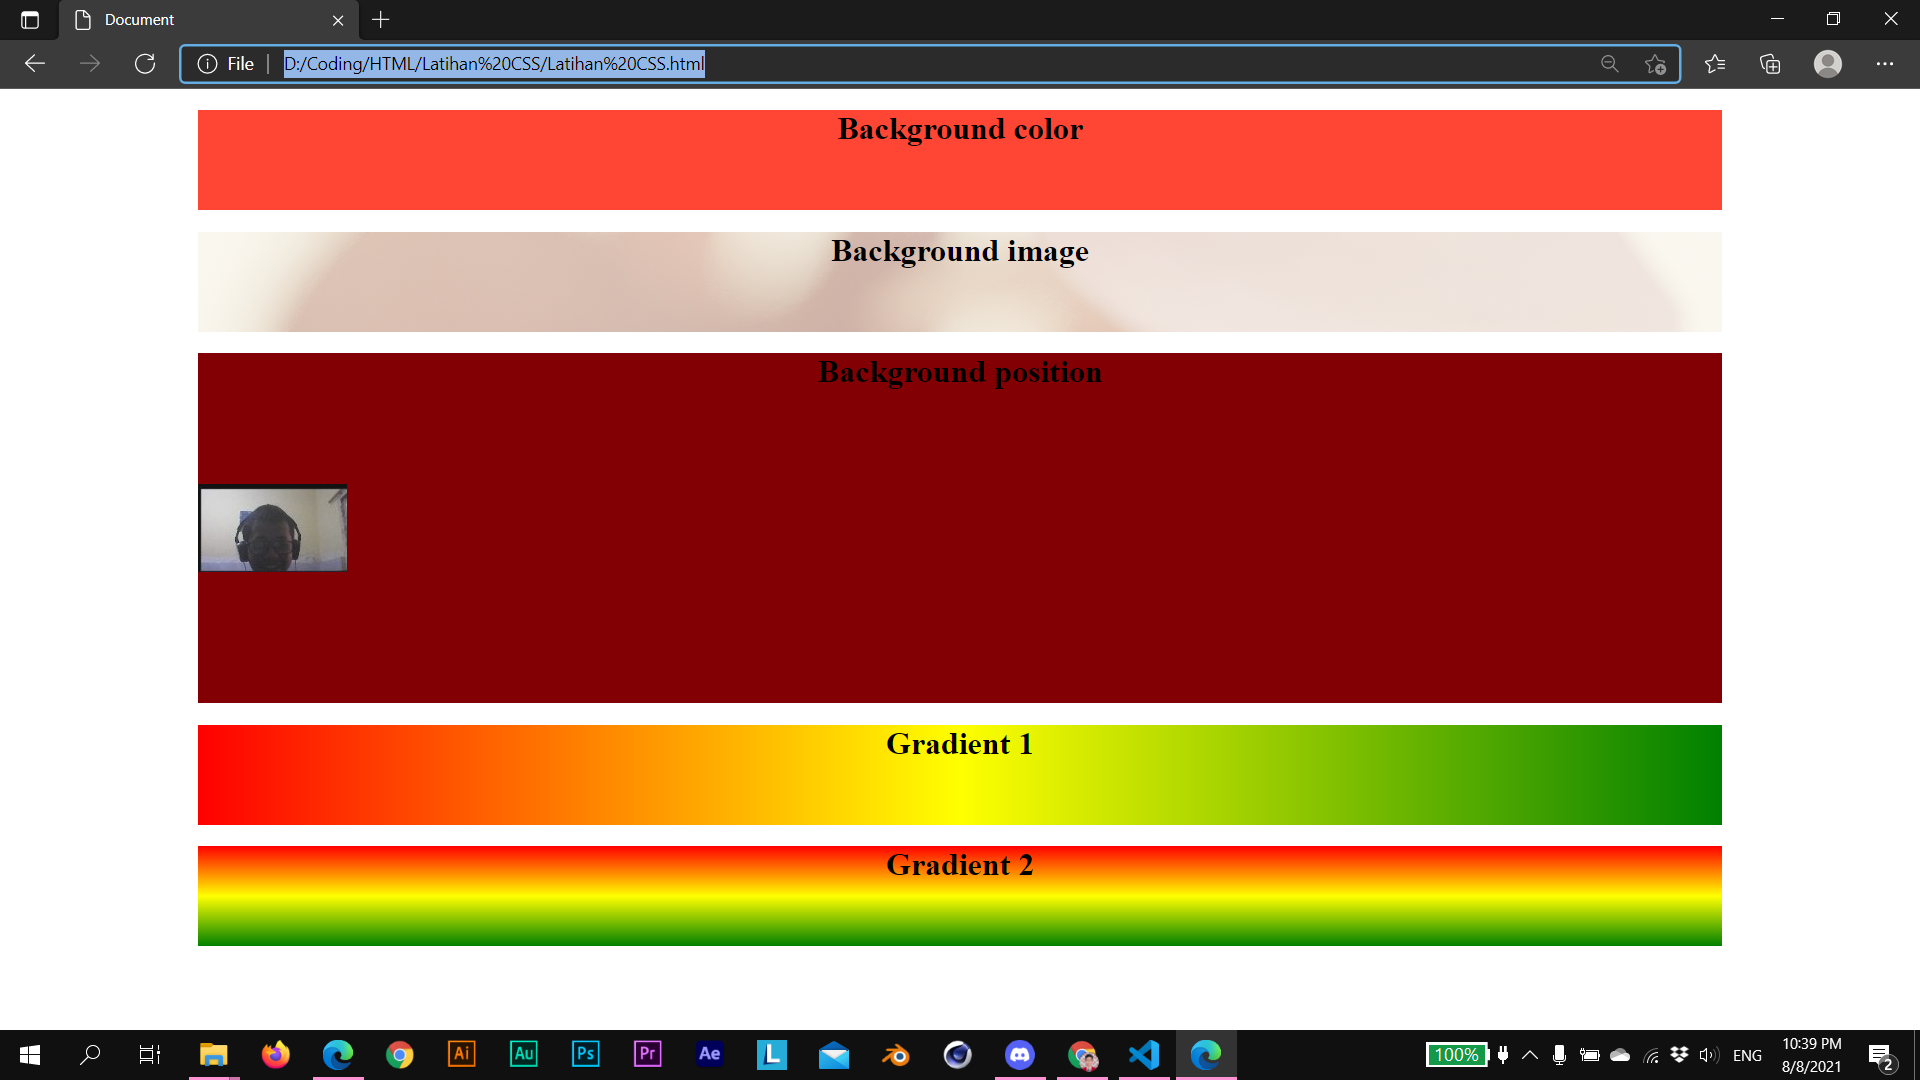 Document
File
D:/Coding/HTML/Latihan%20CSS/Latihan%20CSS.html
Background color
Background image
Background position
Gradient 1
Gradient 2
Ai
Au
Ps
Pr
Ae
L
100%
ENG
10:39 PM
8/8/2021
2